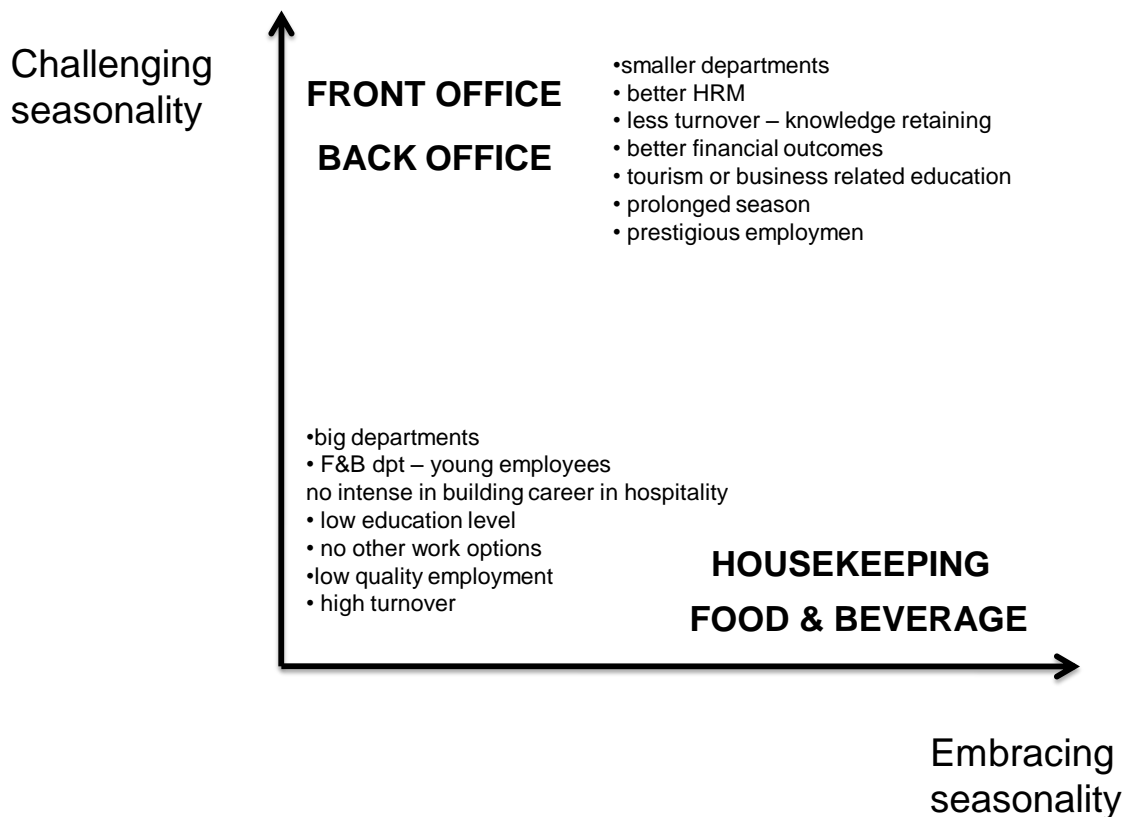 Challenging
seasonality
FRONT OFFICE
BACK OFFICE
•smaller departments
• better HRM
• less turnover – knowledge retaining
• better financial outcomes
• tourism or business related education
• prolonged season
• prestigious employmen
•big departments
• F&B dpt – young employees
no intense in building career in hospitality
• low education level
• no other work options
•low quality employment
• high turnover
HOUSEKEEPING
FOOD & BEVERAGE
Embracing
seasonality